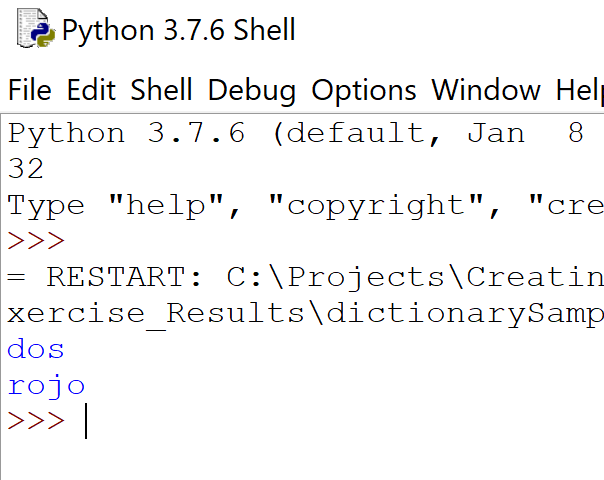 Python 3.7.6 Shell
File Edit Shell Debug Options Window Help
Python 3.7.6 (default, Jan  8
32
Type "help", "copyright", "cre
>>>
= RESTART: C:\Projects\Creatin
xercise_Results\dictionarySamp
dos
rojo
>>>